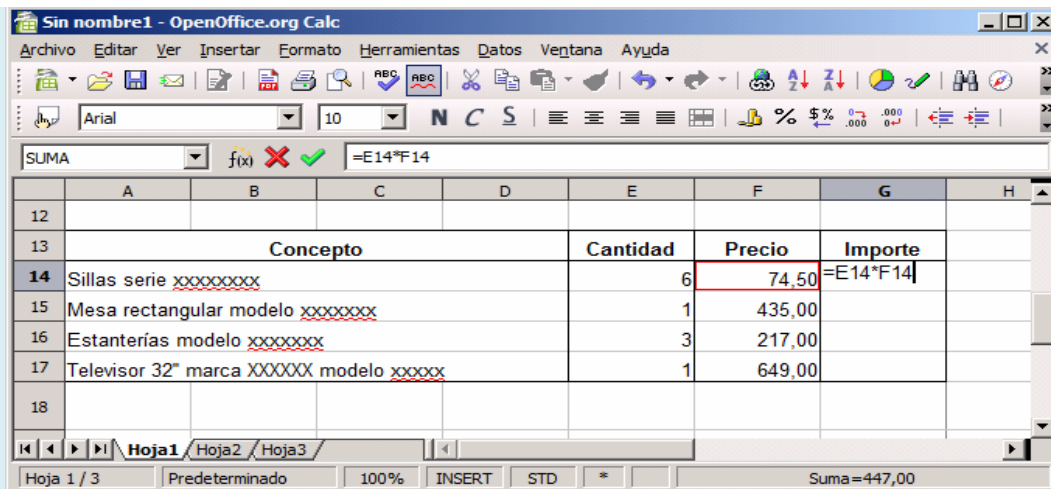 Sin nombre1 - OpenOffice.org Calc
Archivo Editar Ver Insertar Formato Herramientas Datos Ventana Ayuda
Arial 10 N C S
SUMA f(x) =E14*F14
A B C D E F G H
12
13 Concepto Cantidad Precio Importe
14 Sillas serie xxxxxxxx 6 74,50 =E14*F14
15 Mesa rectangular modelo xxxxxxx 1 435,00
16 Estanterías modelo xxxxxxx 3 217,00
17 Televisor 32" marca XXXXXX modelo xxxxx 1 649,00
18
Hoja1 Hoja2 Hoja3
Hoja 1 / 3 Predeterminado 100% INSERT STD * Suma=447,00